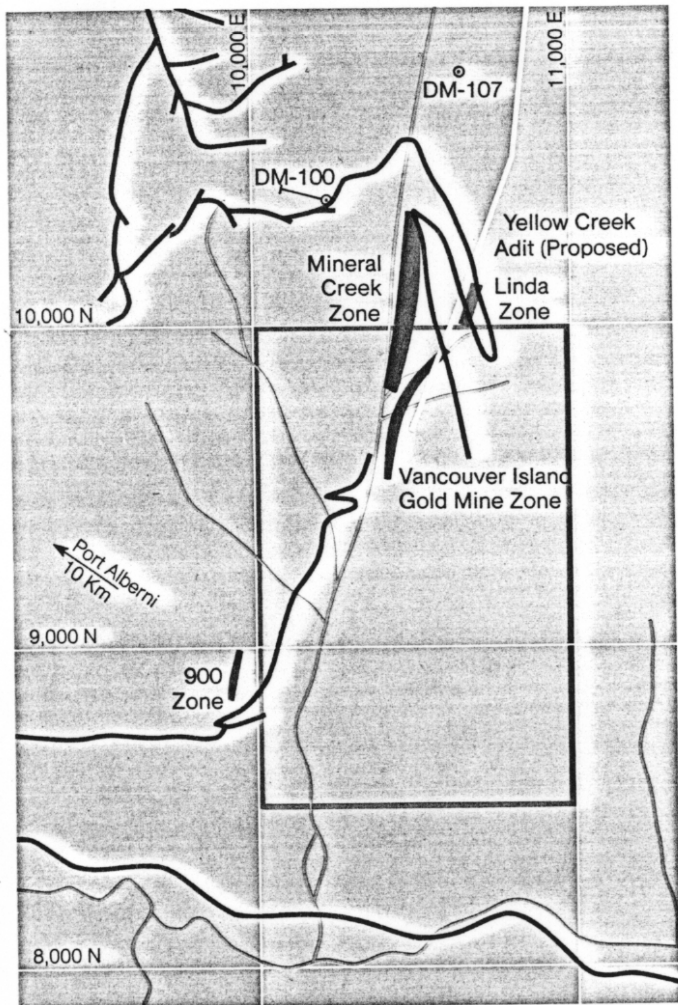 10,000 E
11,000 E
DM-107
DM-100
Yellow Creek
Adit (Proposed)
Mineral
Creek
Zone
Linda
Zone
10,000 N
Vancouver Island
Gold Mine Zone
Port Alberni
10 Km
9,000 N
900
Zone
8,000 N